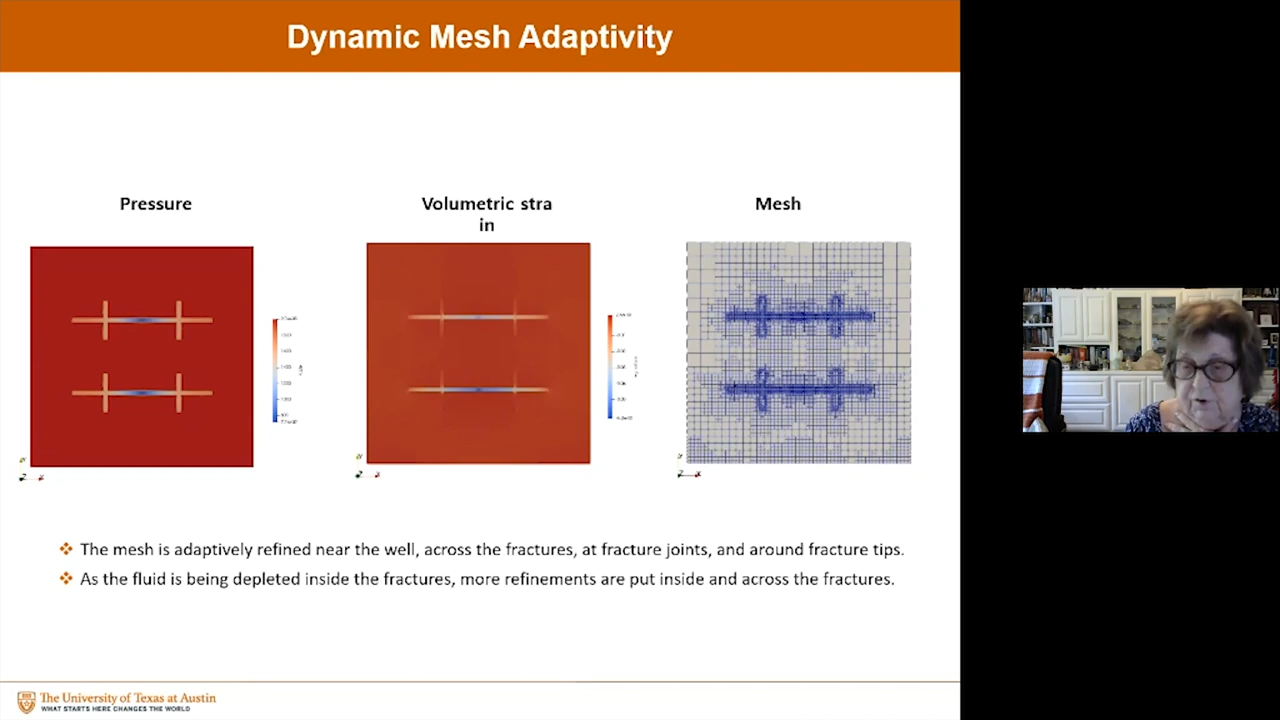 Dynamic Mesh Adaptivity
Pressure
Volumetric stra
in
Mesh
The mesh is adaptively refined near the well, across the fractures, at fracture joints, and around fracture tips.
As the fluid is being depleted inside the fractures, more refinements are put inside and across the fractures.
The University of Texas at Austin
WHAT STARTS HERE CHANGES THE WORLD